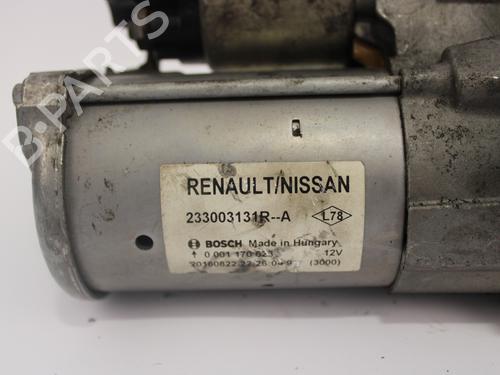 B-PARTS
RENAULT/NISSAN
233003131R--A L78
BOSCH Made in Hungary
0 001 170 623 12V
(3000)